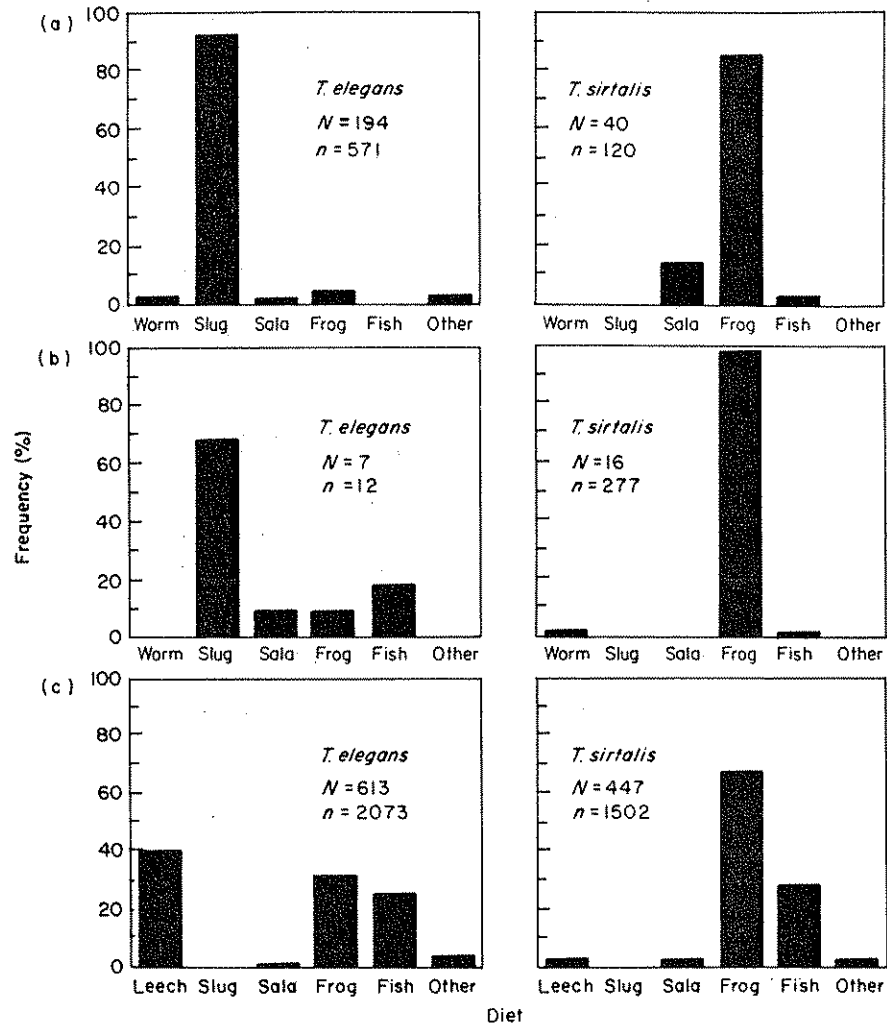 (a)
100
80
60
40
20
0
T. elegans
N = 194
n = 571
Worm Slug Sala Frog Fish Other
T. sirtalis
N = 40
n = 120
Worm Slug Sala Frog Fish Other
(b)
100
80
60
40
20
0
T. elegans
N = 7
n = 12
Worm Slug Sala Frog Fish Other
T. sirtalis
N = 16
n = 277
Worm Slug Sala Frog Fish Other
Frequency (%)
(c)
100
80
60
40
20
0
T. elegans
N = 613
n = 2073
Leech Slug Sala Frog Fish Other
T. sirtalis
N = 447
n = 1502
Leech Slug Sala Frog Fish Other
Diet